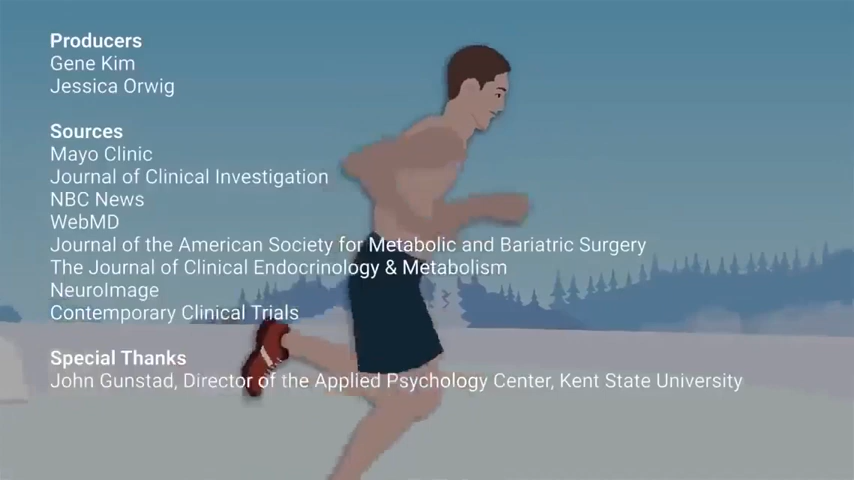 Producers
Gene Kim
Jessica Orwig
Sources
Mayo Clinic
Journal of Clinical Investigation
NBC News
WebMD
Journal of the American Society for Metabolic and Bariatric Surgery
The Journal of Clinical Endocrinology & Metabolism
NeuroImage
Contemporary Clinical Trials
Special Thanks
John Gunstad, Director of the Applied Psychology Center, Kent State University